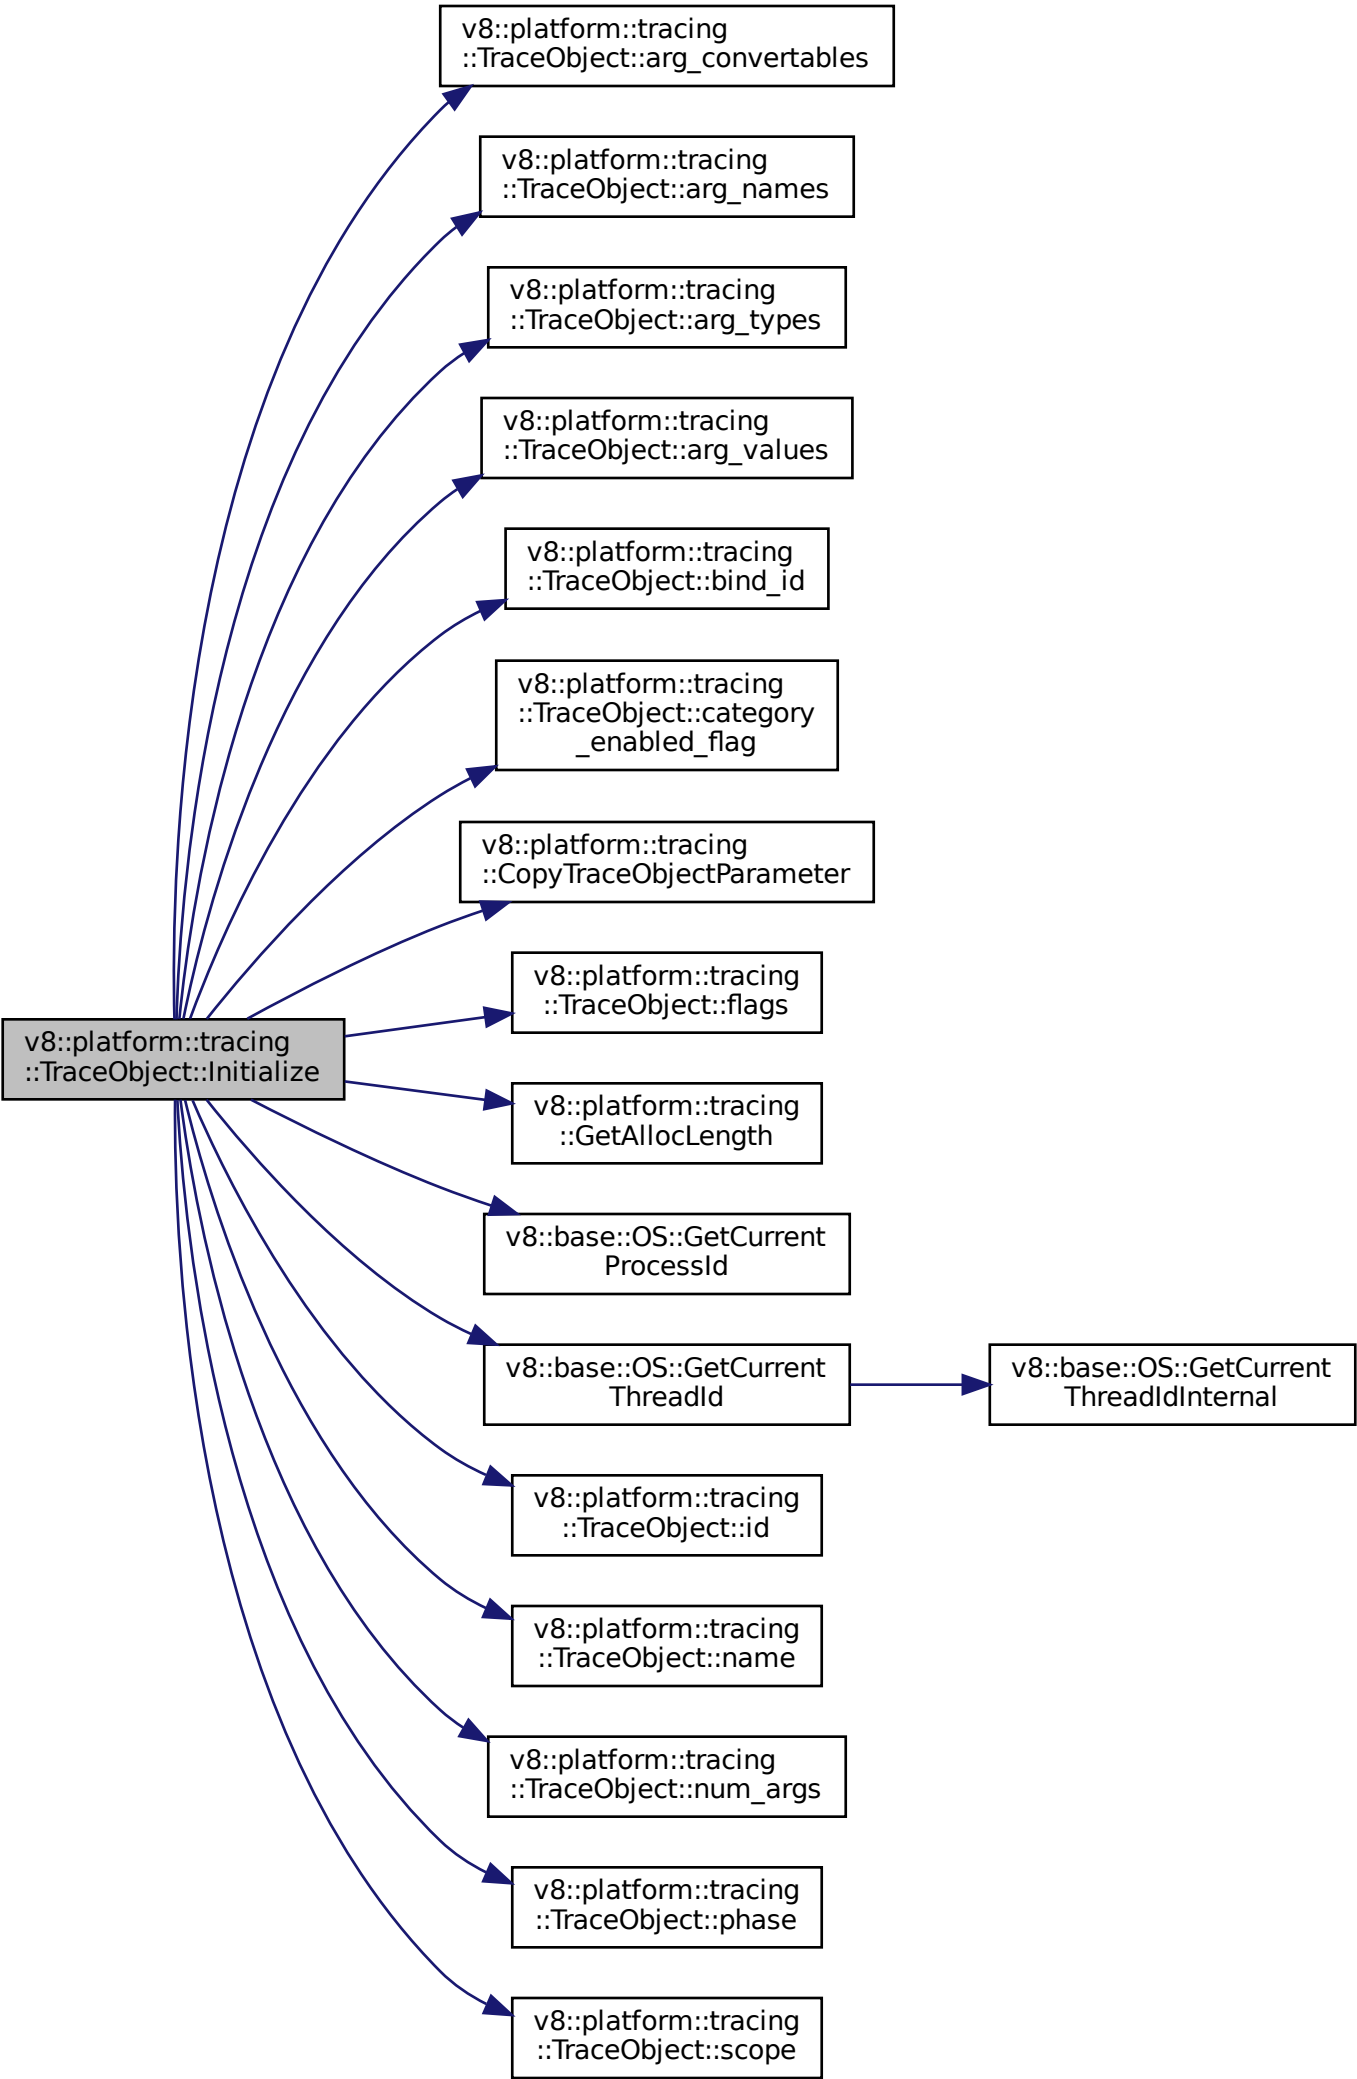 v8::platform::tracing
::TraceObject::arg_convertables
v8::platform::tracing
::TraceObject::arg_names
v8::platform::tracing
::TraceObject::arg_types
v8::platform::tracing
::TraceObject::arg_values
v8::platform::tracing
::TraceObject::bind_id
v8::platform::tracing
::TraceObject::category
_enabled_flag
v8::platform::tracing
::CopyTraceObjectParameter
v8::platform::tracing
::TraceObject::flags
v8::platform::tracing
::TraceObject::Initialize
v8::platform::tracing
::GetAllocLength
v8::base::OS::GetCurrent
ProcessId
v8::base::OS::GetCurrent
ThreadId
v8::base::OS::GetCurrent
ThreadIdInternal
v8::platform::tracing
::TraceObject::id
v8::platform::tracing
::TraceObject::name
v8::platform::tracing
::TraceObject::num_args
v8::platform::tracing
::TraceObject::phase
v8::platform::tracing
::TraceObject::scope